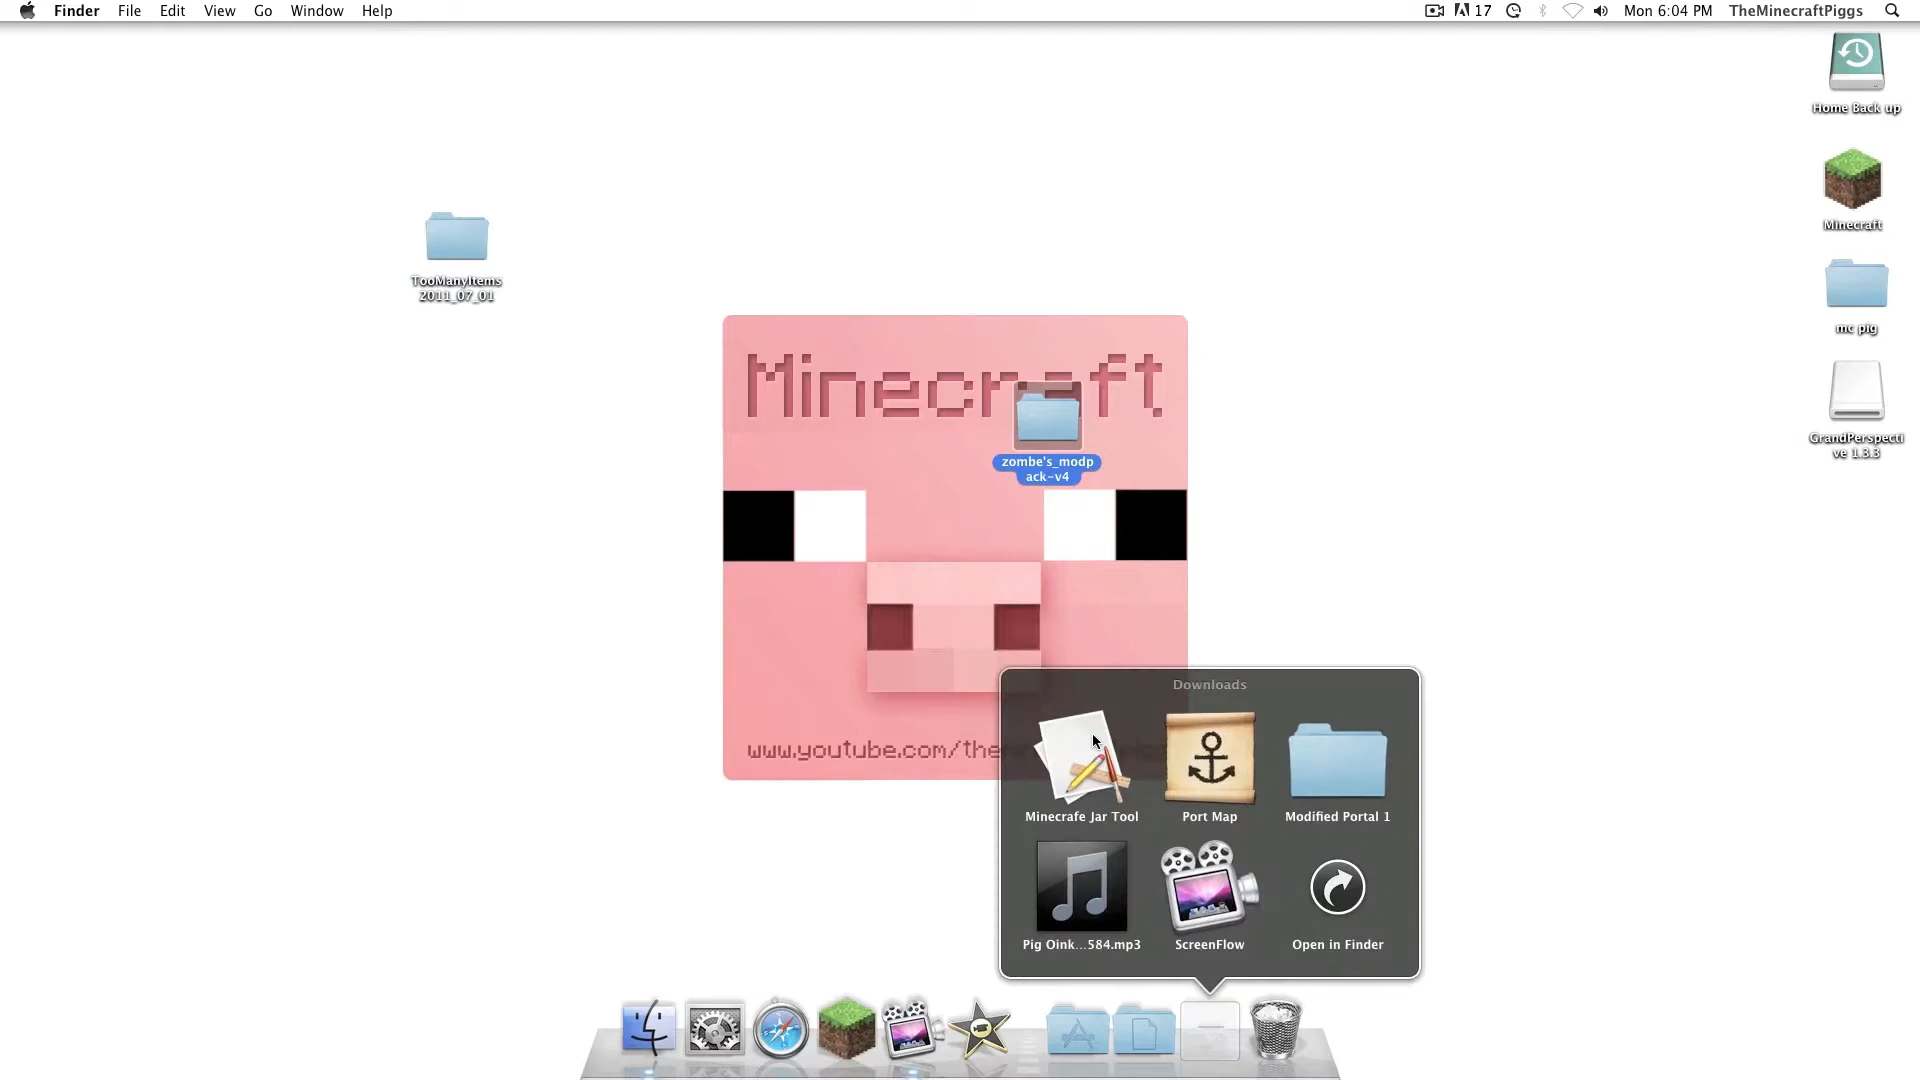 Finder File Edit View Go Window Help
17 Mon 6:04 PM TheMinecraftPiggs
Home Back up
Minecraft
mc pig
GrandPerspecti
ve 1.3.3
TooManyItems
2011_07_01
Minecraft
zombe's_modp
ack-v4
www.youtube.com/the
Downloads
Minecrafe Jar Tool Port Map Modified Portal 1
Pig Oink...584.mp3 ScreenFlow Open in Finder